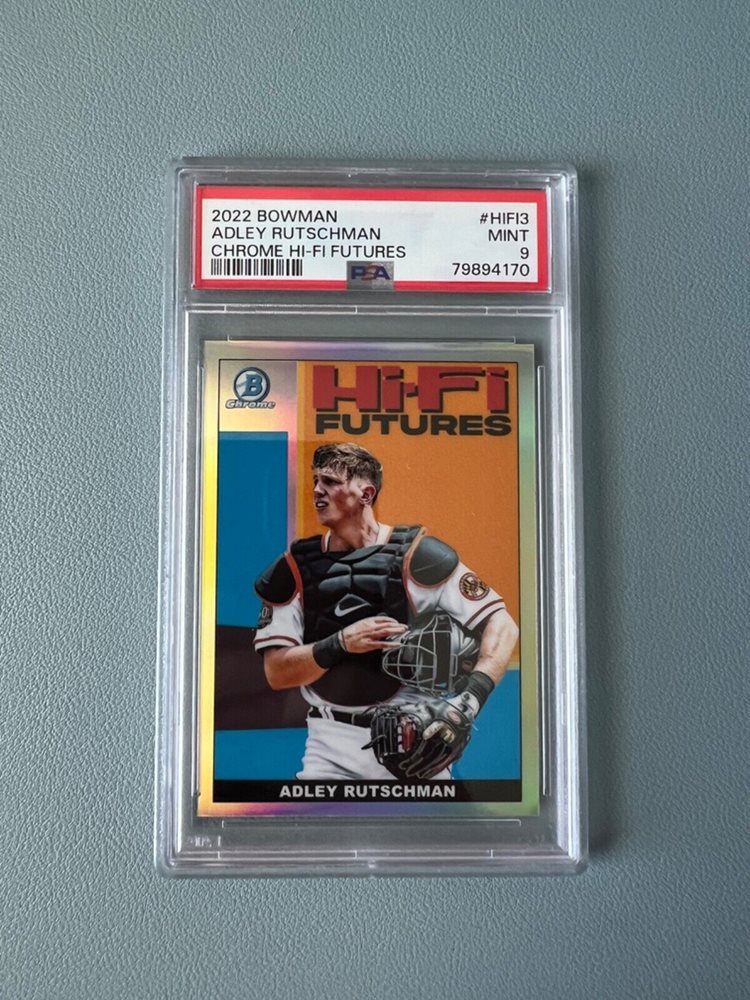 2022 BOWMAN #HIFI3
ADLEY RUTSCHMAN MINT
CHROME HI-FI FUTURES 9
PSA 79894170
B
Chrome
Hi-Fi
FUTURES
ADLEY RUTSCHMAN